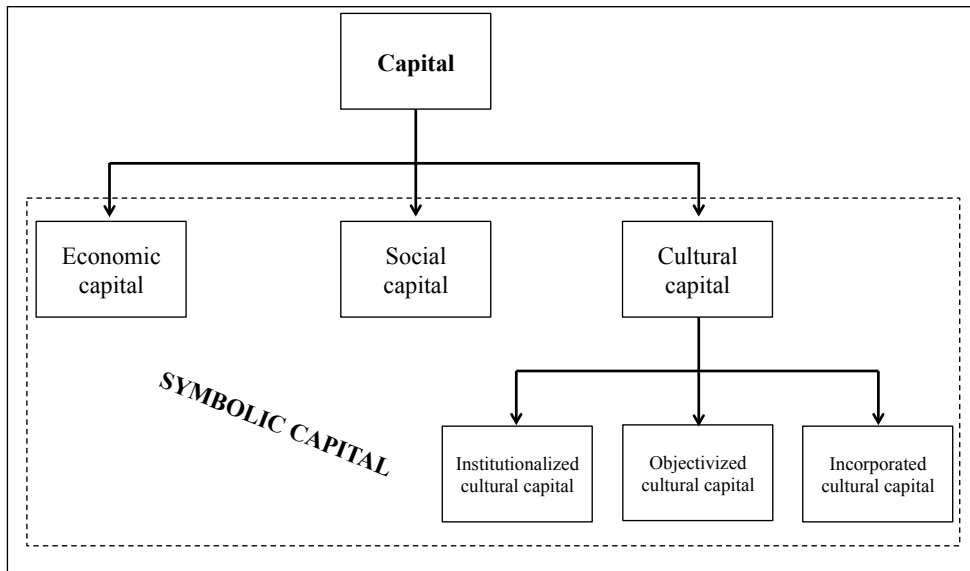 Capital
Economic
capital
Social
capital
Cultural
capital
SYMBOLIC CAPITAL
Institutionalized
cultural capital
Objectivized
cultural capital
Incorporated
cultural capital